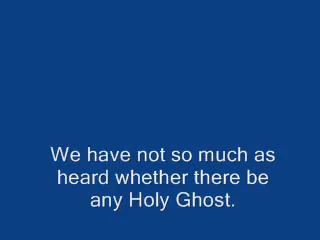 We have not so much as
heard whether there be
any Holy Ghost.